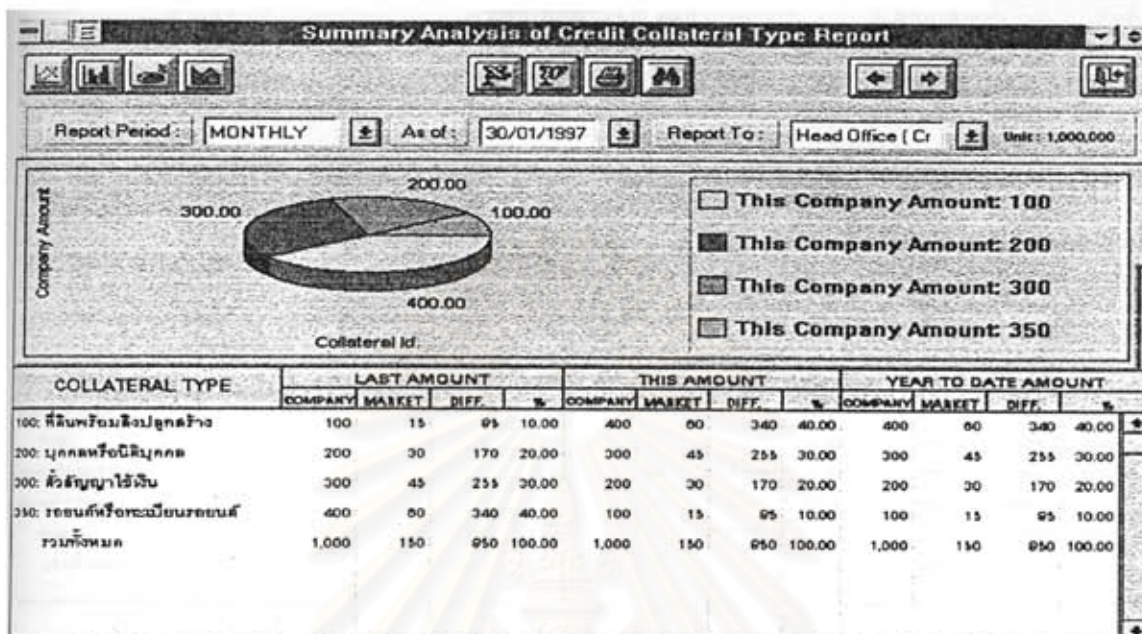 Summary Analysis of Credit Collateral Type Report
Report Period : MONTHLY As of : 30/01/1997 Report To : Head Office [ Cr Unit : 1,000,000
Company Amount
200.00
300.00
100.00
400.00
Collateral Id.
This Company Amount: 100
This Company Amount: 200
This Company Amount: 300
This Company Amount: 350
COLLATERAL TYPE LAST AMOUNT THIS AMOUNT YEAR TO DATE AMOUNT
COMPANY MARKET DIFF. % COMPANY MARKET DIFF. % COMPANY MARKET DIFF. %
100: ที่ดินพร้อมสิ่งปลูกสร้าง 100 15 85 10.00 400 60 340 40.00 400 60 340 40.00
200: บุคคลหรือนิติบุคคล 200 30 170 20.00 300 45 255 30.00 300 45 255 30.00
300: ตั๋วสัญญาใช้เงิน 300 45 255 30.00 200 30 170 20.00 200 30 170 20.00
350: รถยนต์หรือทะเบียนรถยนต์ 400 60 340 40.00 100 15 85 10.00 100 15 85 10.00
รวมทั้งหมด 1,000 150 850 100.00 1,000 150 850 100.00 1,000 150 850 100.00